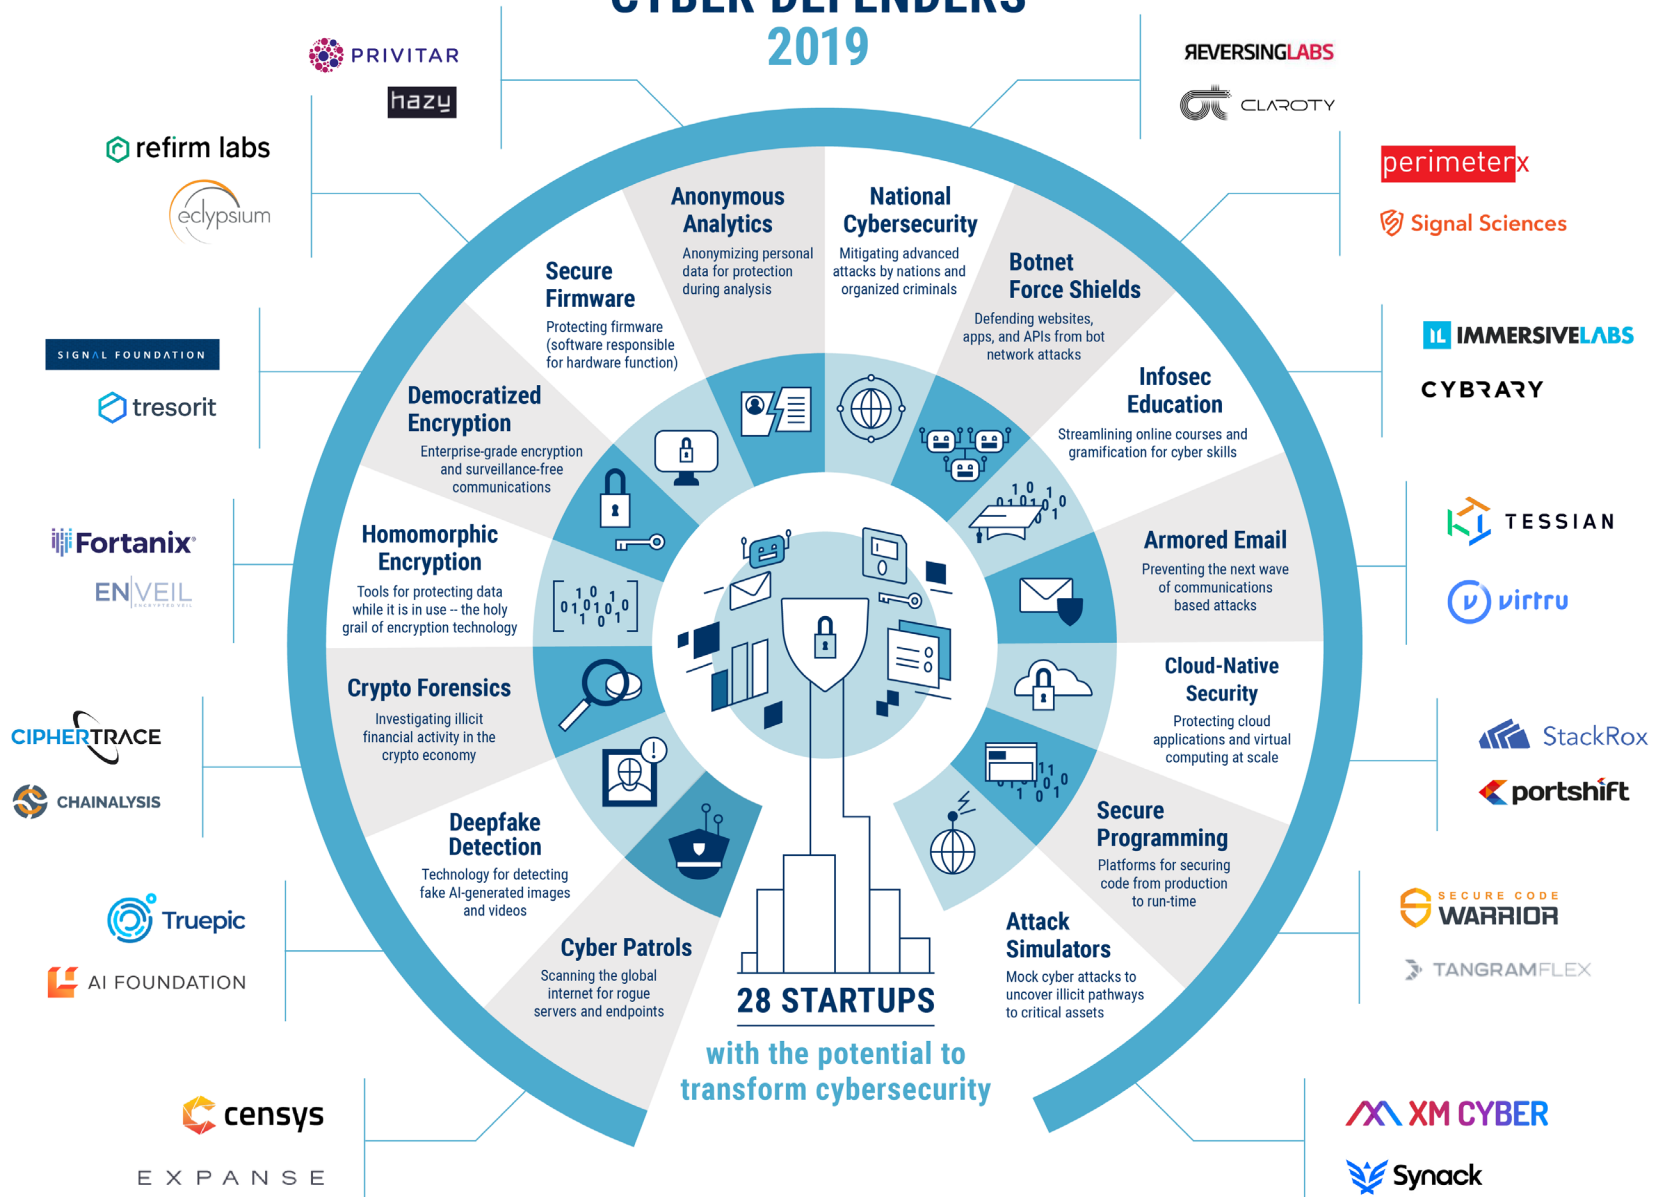 CYBER DEFENDERS
2019
PRIVITAR
hazy
REVERSINGLABS
CLAROTY
refirm labs
eclypsium
perimeterx
Signal Sciences
SIGNAL FOUNDATION
tresorit
IL IMMERSIVELABS
CYBRARY
Fortanix
ENVEIL
TESSIAN
virtru
CIPHERTRACE
CHAINALYSIS
StackRox
portshift
Truepic
AI FOUNDATION
SECURE CODE
WARRIOR
TANGRAMFLEX
censys
EXPANSE
XM CYBER
Synack
Anonymous
Analytics
Anonymizing personal
data for protection
during analysis
National
Cybersecurity
Mitigating advanced
attacks by nations and
organized criminals
Secure
Firmware
Protecting firmware
(software responsible
for hardware function)
Botnet
Force Shields
Defending websites,
apps, and APIs from bot
network attacks
Democratized
Encryption
Enterprise-grade encryption
and surveillance-free
communications
Infosec
Education
Streamlining online courses and
gramification for cyber skills
Homomorphic
Encryption
Tools for protecting data
while it is in use -- the holy
grail of encryption technology
Armored Email
Preventing the next wave
of communications
based attacks
Crypto Forensics
Investigating illicit
financial activity in the
crypto economy
Cloud-Native
Security
Protecting cloud
applications and virtual
computing at scale
Deepfake
Detection
Technology for detecting
fake AI-generated images
and videos
Secure
Programming
Platforms for securing
code from production
to run-time
Cyber Patrols
Scanning the global
internet for rogue
servers and endpoints
Attack
Simulators
Mock cyber attacks to
uncover illicit pathways
to critical assets
28 STARTUPS
with the potential to
transform cybersecurity